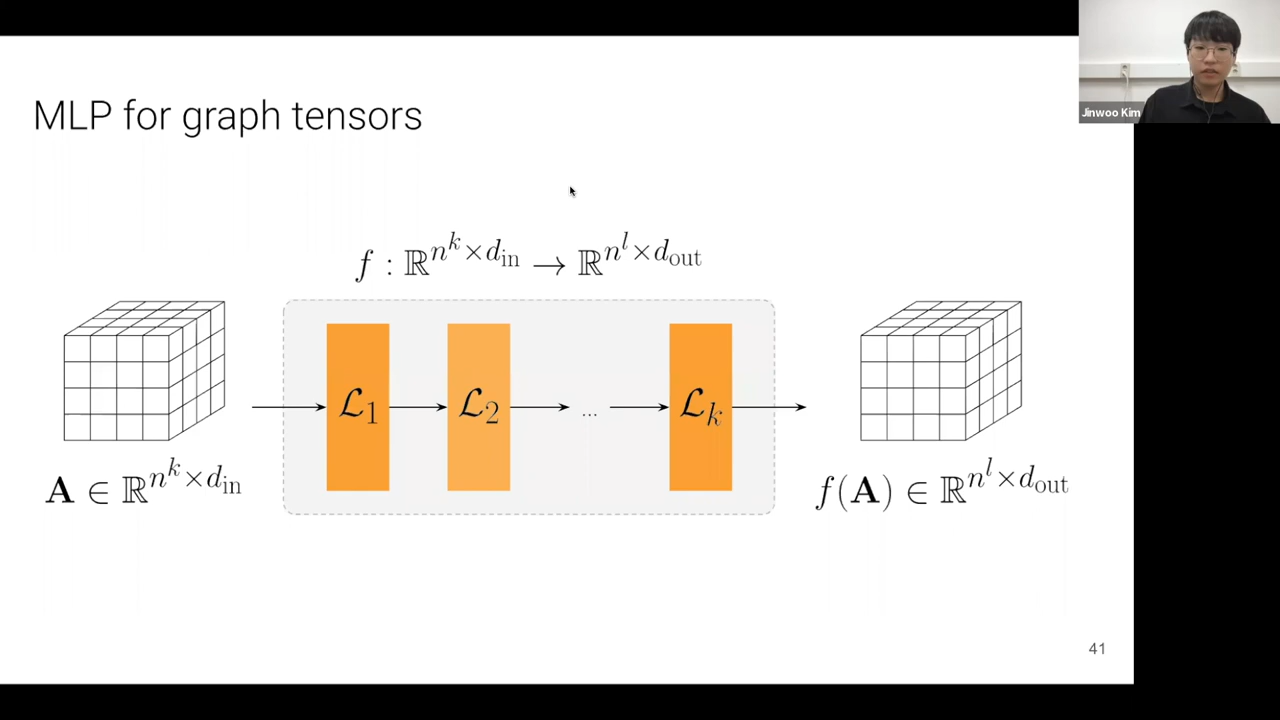 Jinwoo Kim
MLP for graph tensors
f : ℝ^{n^k×d_in} → ℝ^{n^l×d_out}
ℒ₁ ℒ₂ ... ℒₖ
𝐀 ∈ ℝ^{n^k×d_in}
f(𝐀) ∈ ℝ^{n^l×d_out}
41